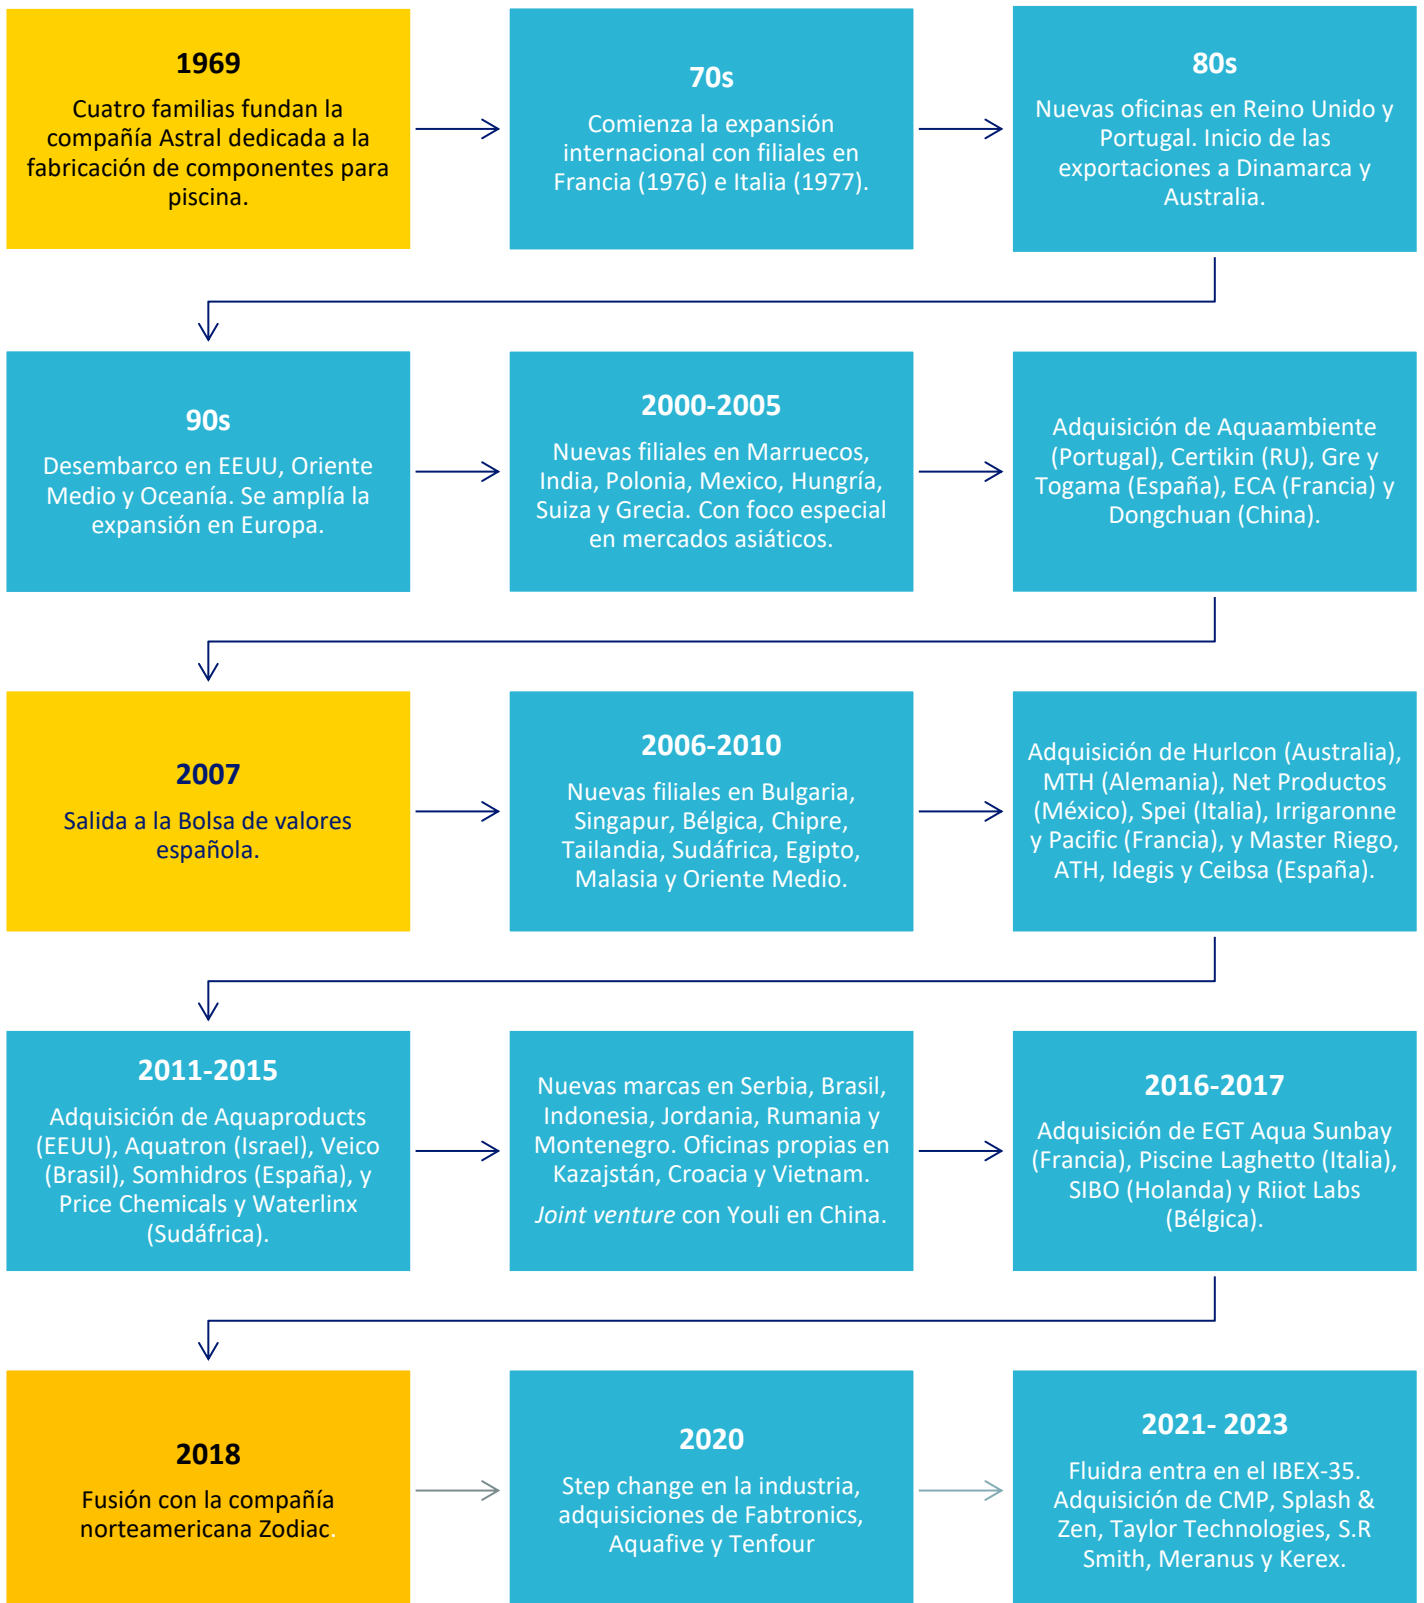 1969
Cuatro familias fundan la
compañía Astral dedicada a la
fabricación de componentes para
piscina.
70s
Comienza la expansión
internacional con filiales en
Francia (1976) e Italia (1977).
80s
Nuevas oficinas en Reino Unido y
Portugal. Inicio de las
exportaciones a Dinamarca y
Australia.
90s
Desembarco en EEUU, Oriente
Medio y Oceanía. Se amplía la
expansión en Europa.
2000-2005
Nuevas filiales en Marruecos,
India, Polonia, Mexico, Hungría,
Suiza y Grecia. Con foco especial
en mercados asiáticos.
Adquisición de Aquaambiente
(Portugal), Certikin (RU), Gre y
Togama (España), ECA (Francia) y
Dongchuan (China).
2007
Salida a la Bolsa de valores
española.
2006-2010
Nuevas filiales en Bulgaria,
Singapur, Bélgica, Chipre,
Tailandia, Sudáfrica, Egipto,
Malasia y Oriente Medio.
Adquisición de Hurlcon (Australia),
MTH (Alemania), Net Productos
(México), Spei (Italia), Irrigaronne
y Pacific (Francia), y Master Riego,
ATH, Idegis y Ceibsa (España).
2011-2015
Adquisición de Aquaproducts
(EEUU), Aquatron (Israel), Veico
(Brasil), Somhidros (España), y
Price Chemicals y Waterlinx
(Sudáfrica).
Nuevas marcas en Serbia, Brasil,
Indonesia, Jordania, Rumania y
Montenegro. Oficinas propias en
Kazajstán, Croacia y Vietnam.
Joint venture con Youli en China.
2016-2017
Adquisición de EGT Aqua Sunbay
(Francia), Piscine Laghetto (Italia),
SIBO (Holanda) y Riiot Labs
(Bélgica).
2018
Fusión con la compañía
norteamericana Zodiac.
2020
Step change en la industria,
adquisiciones de Fabtronics,
Aquafive y Tenfour
2021- 2023
Fluidra entra en el IBEX-35.
Adquisición de CMP, Splash &
Zen, Taylor Technologies, S.R
Smith, Meranus y Kerex.